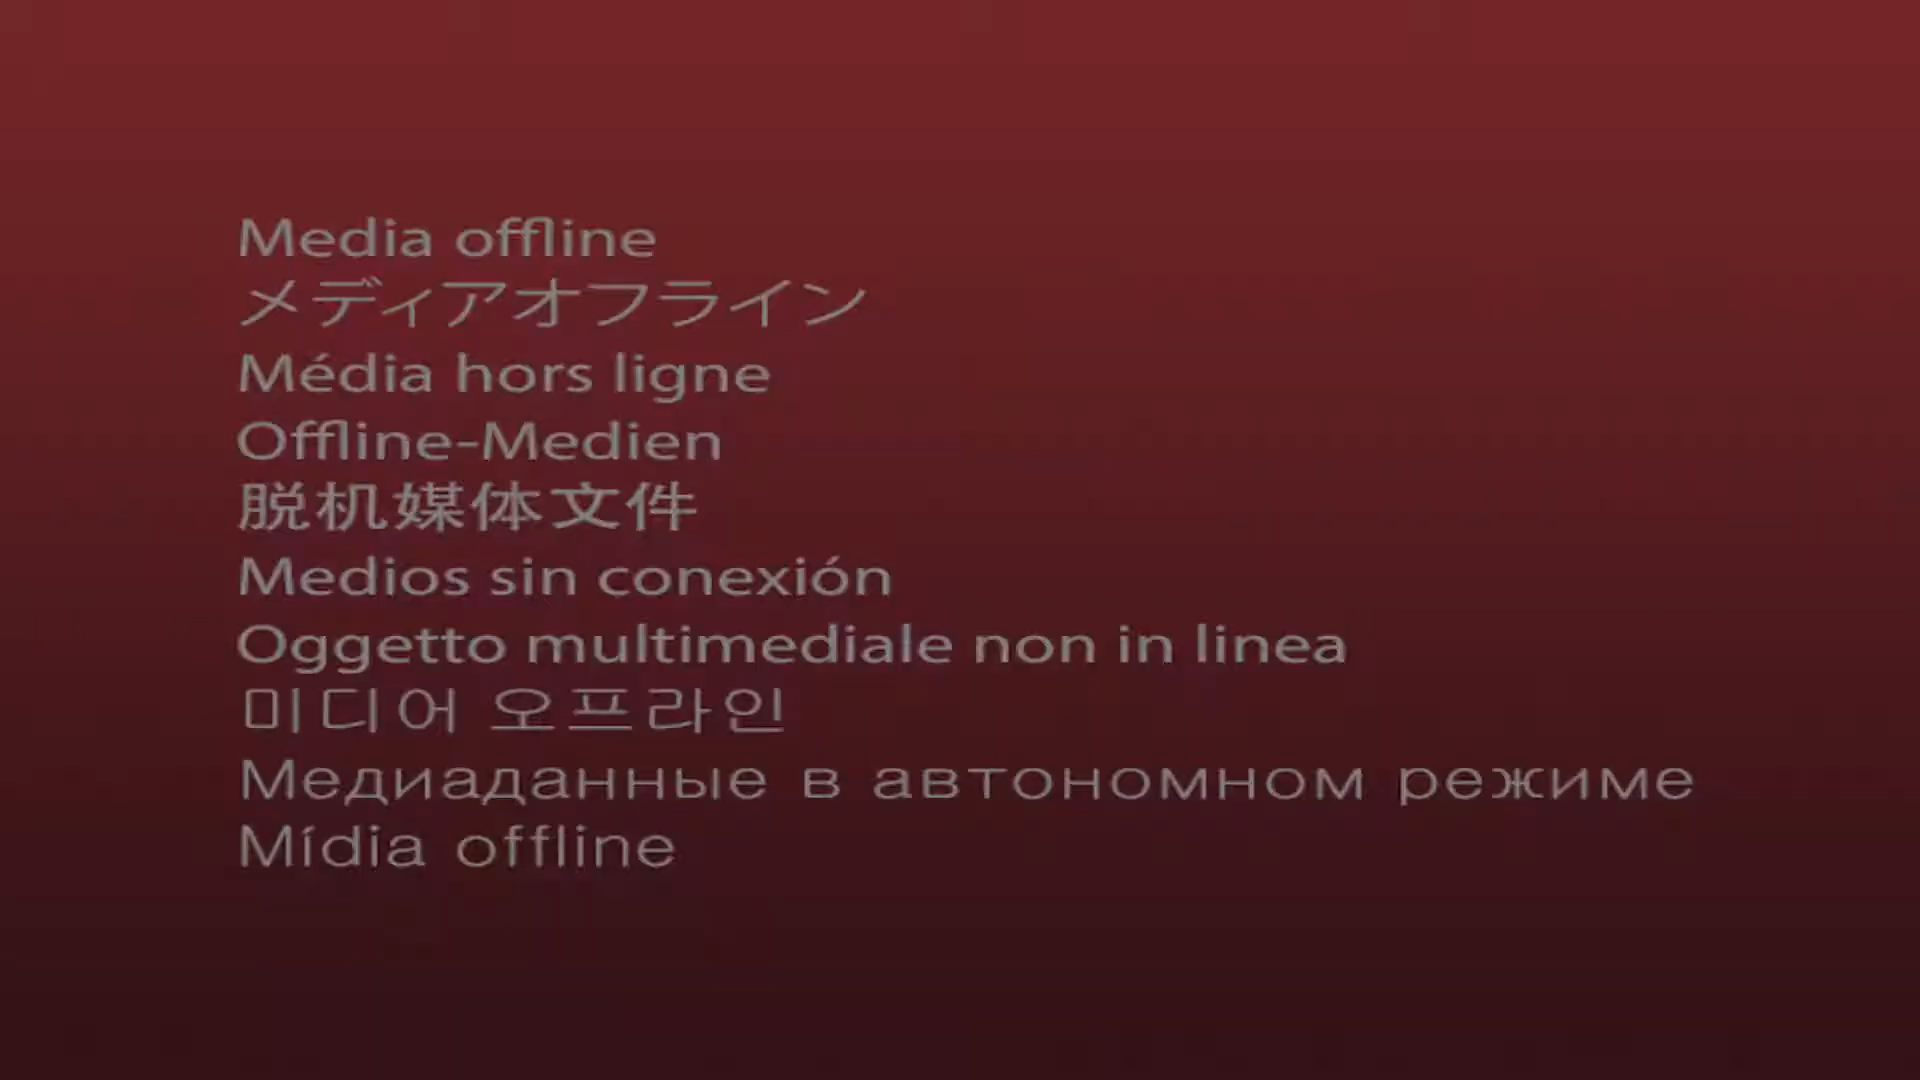 Media offline
メディアオフライン
Média hors ligne
Offline-Medien
脱机媒体文件
Medios sin conexión
Oggetto multimediale non in linea
미디어 오프라인
Медиаданные в автономном режиме
Mídia offline